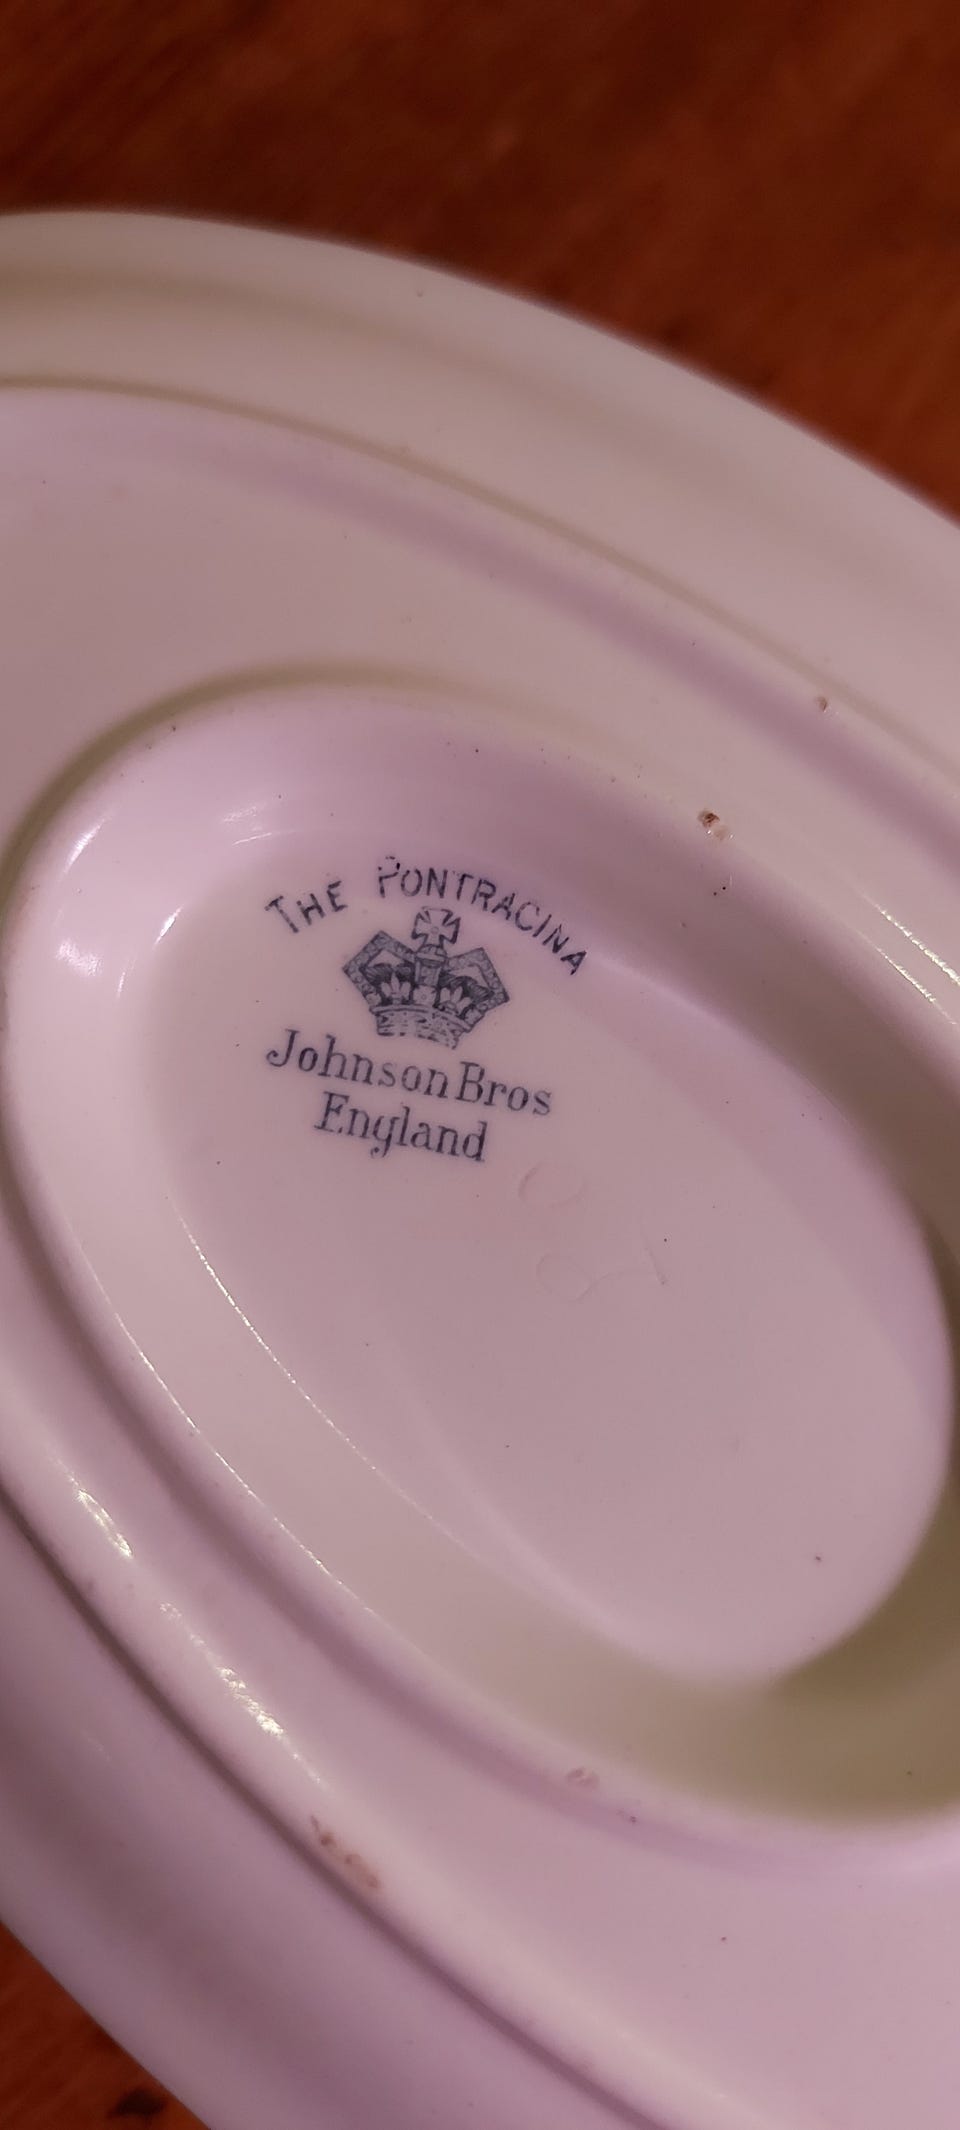 THE PONTRACINA
Johnson Bros
England